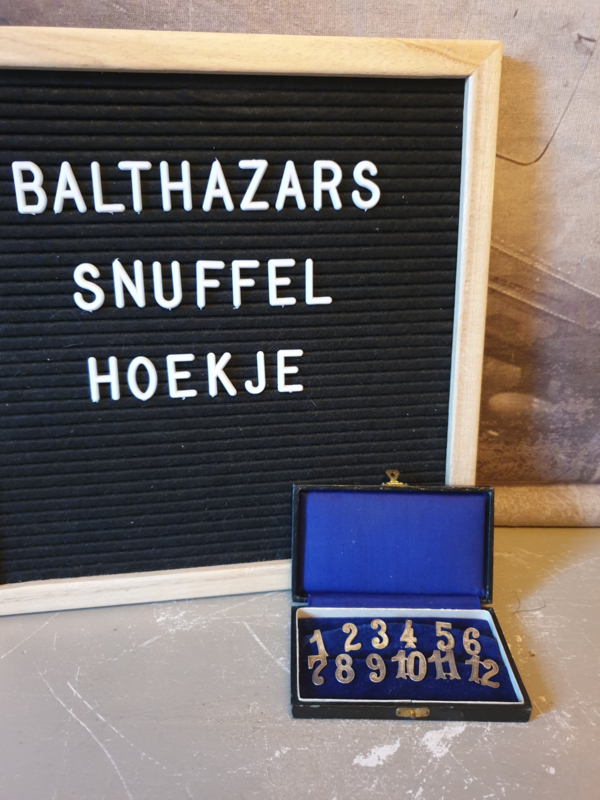 BALTHAZARS
SNUFFEL
HOEKJE
1 2 3 4 5 6
7 8 9 10 11 12